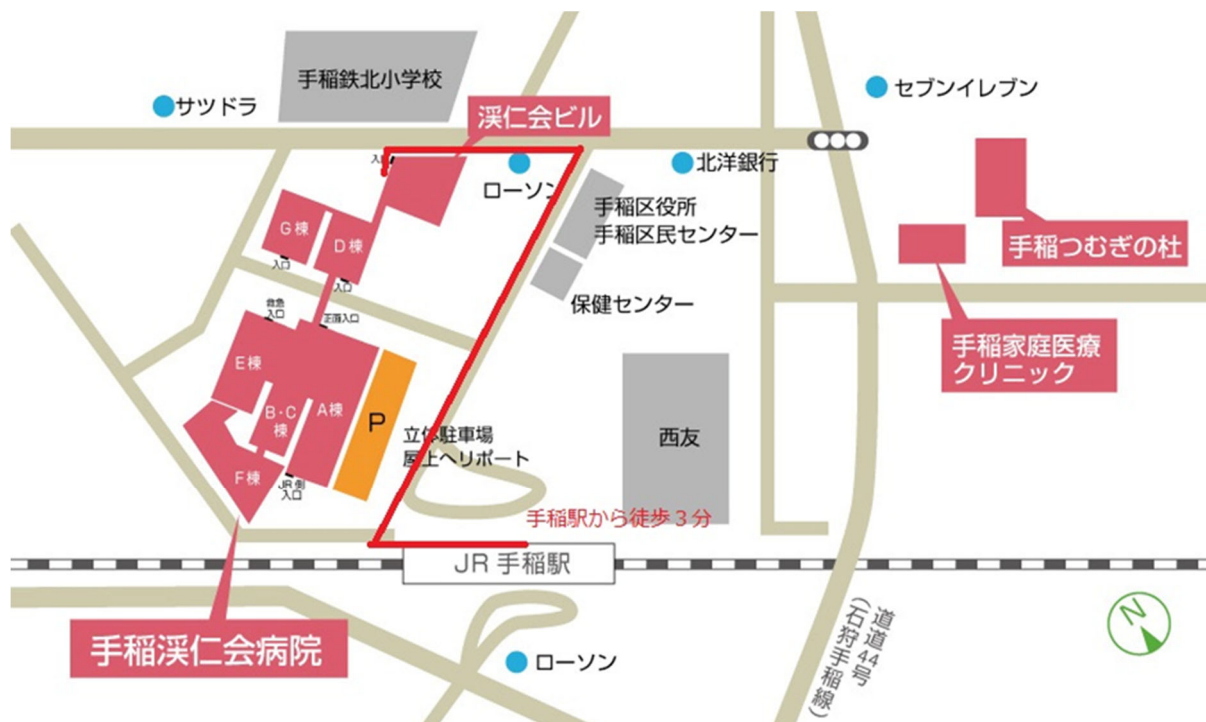 手稲鉄北小学校
サツドラ
セブンイレブン
渓仁会ビル
入口
ローソン
北洋銀行
手稲区役所
手稲区民センター
手稲つむぎの杜
G棟
D棟
入口
入口
保健センター
救急
入口
正面入口
手稲家庭医療
クリニック
E棟
B・C
棟
A棟
P
立体駐車場
屋上ヘリポート
西友
F棟
JR側
入口
手稲駅から徒歩3分
JR 手稲駅
手稲渓仁会病院
ローソン
道道44号
(石狩手稲線)
N